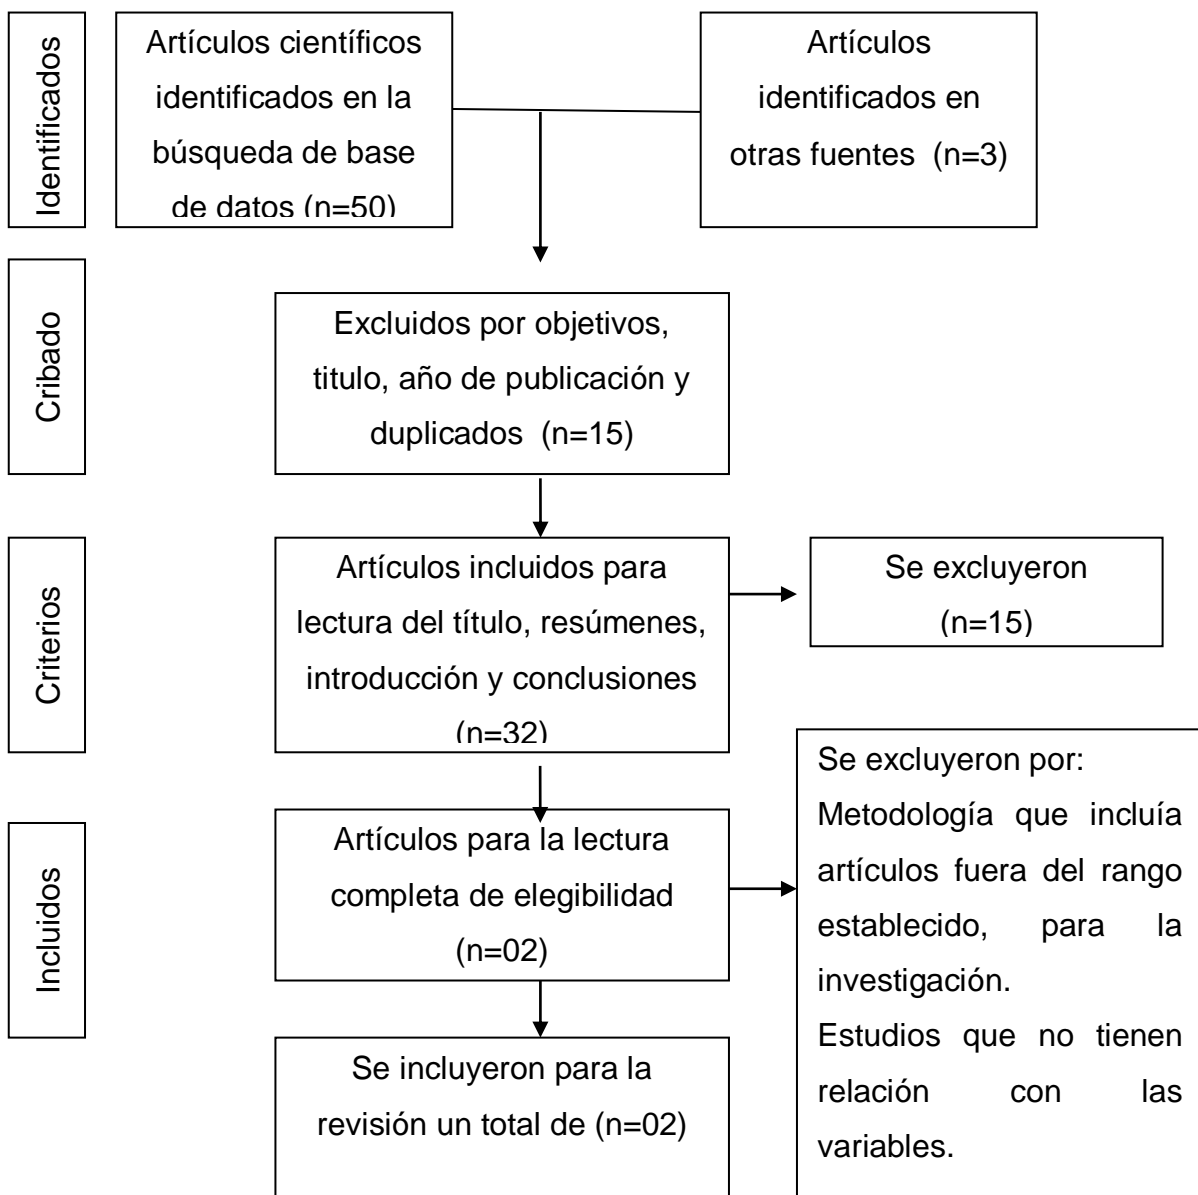 Identificados
Artículos científicos
identificados en la
búsqueda de base
de datos (n=50)
Artículos
identificados en
otras fuentes (n=3)
Cribado
Excluidos por objetivos,
titulo, año de publicación y
duplicados (n=15)
Criterios
Artículos incluidos para
lectura del título, resúmenes,
introducción y conclusiones
(n=32)
Se excluyeron
(n=15)
Incluidos
Artículos para la lectura
completa de elegibilidad
(n=02)
Se excluyeron por:
Metodología que incluía
artículos fuera del rango
establecido, para la
investigación.
Estudios que no tienen
relación con las
variables.
Se incluyeron para la
revisión un total de (n=02)